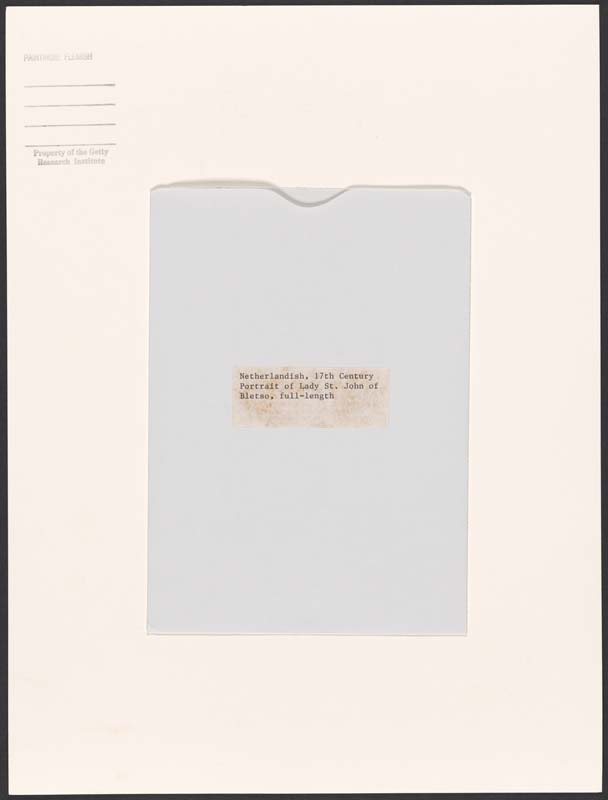 PAINTINGS: FLEMISH
Property of the Getty
Research Institute
Netherlandish, 17th Century
Portrait of Lady St. John of
Bletso, full-length